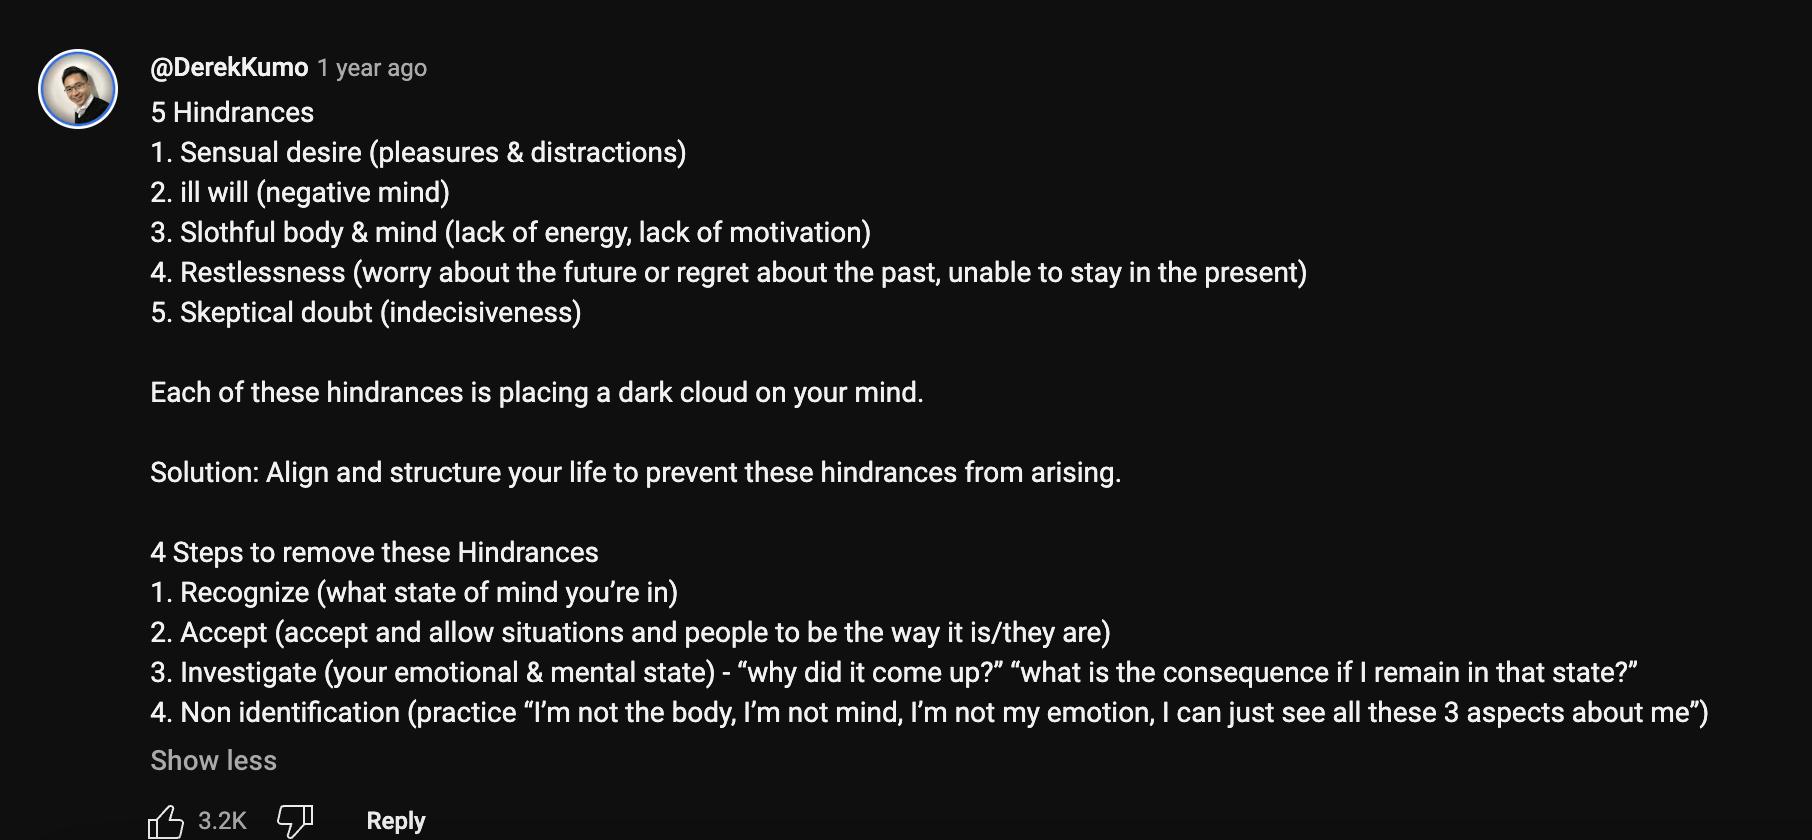 @DerekKumo 1 year ago
5 Hindrances
1. Sensual desire (pleasures & distractions)
2. ill will (negative mind)
3. Slothful body & mind (lack of energy, lack of motivation)
4. Restlessness (worry about the future or regret about the past, unable to stay in the present)
5. Skeptical doubt (indecisiveness)
Each of these hindrances is placing a dark cloud on your mind.
Solution: Align and structure your life to prevent these hindrances from arising.
4 Steps to remove these Hindrances
1. Recognize (what state of mind you’re in)
2. Accept (accept and allow situations and people to be the way it is/they are)
3. Investigate (your emotional & mental state) - “why did it come up?” “what is the consequence if I remain in that state?”
4. Non identification (practice “I’m not the body, I’m not mind, I’m not my emotion, I can just see all these 3 aspects about me”)
Show less
3.2K Reply